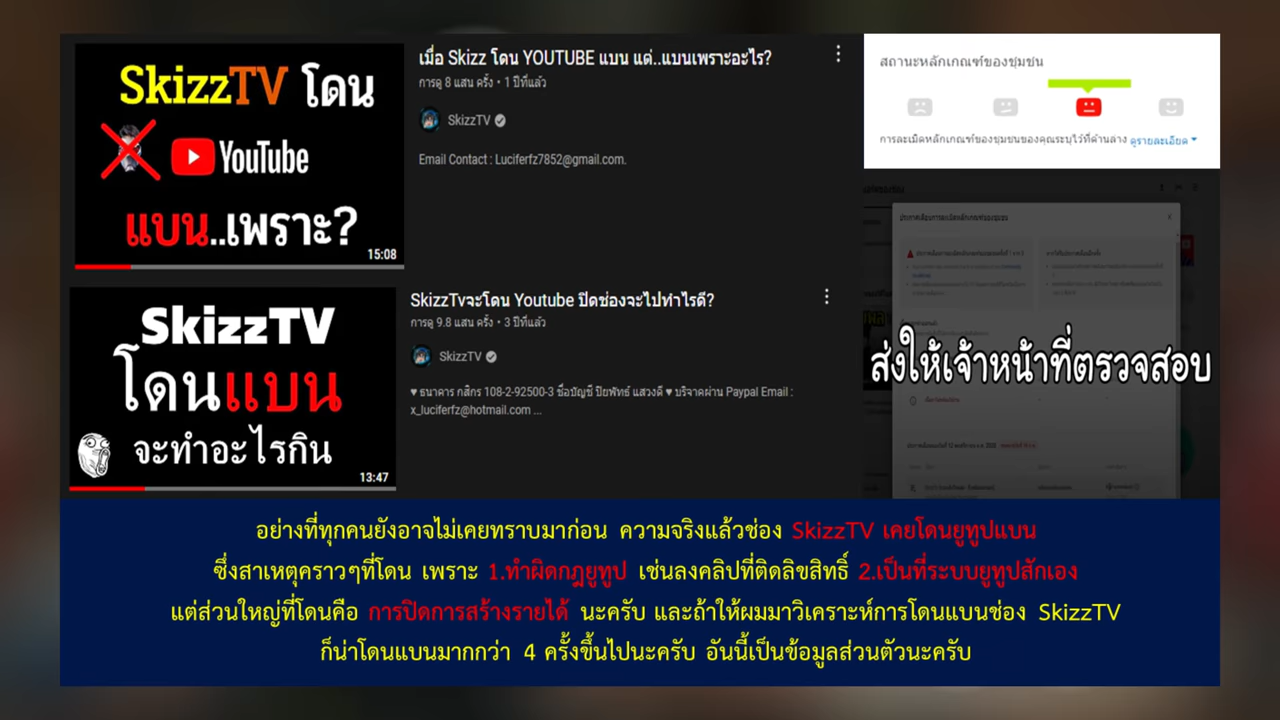 SkizzTV โดน
YouTube
แบน..เพราะ?
15:08
เมื่อ Skizz โดน YOUTUBE แบน แต่..แบนเพราะอะไร?
การดู 8 แสน ครั้ง • 1 ปีที่แล้ว
SkizzTV
Email Contact : Luciferfz7852@gmail.com.
สถานะหลักเกณฑ์ของชุมชน
การละเมิดหลักเกณฑ์ของชุมชนของคุณระบุไว้ที่ด้านล่าง ดูรายละเอียด
SkizzTV
โดนแบน
จะทำอะไรกิน
13:47
SkizzTvจะโดน Youtube ปิดช่องจะไปทำไรดี?
การดู 9.8 แสน ครั้ง • 3 ปีที่แล้ว
SkizzTV
♥ ธนาคาร กสิกร 108-2-92500-3 ชื่อบัญชี ปิยพัทธ์ แสวงดี ♥ บริจาคผ่าน Paypal Email :
x_luciferfz@hotmail.com ...
ส่งให้เจ้าหน้าที่ตรวจสอบ
อย่างที่ทุกคนยังอาจไม่เคยทราบมาก่อน ความจริงแล้วช่อง SkizzTV เคยโดนยูทูปแบน
ซึ่งสาเหตุคราวๆที่โดน เพราะ 1.ทำผิดกฎยูทูป เช่นลงคลิปที่ติดลิขสิทธิ์ 2.เป็นที่ระบบยูทูปสักเอง
แต่ส่วนใหญ่ที่โดนคือ การปิดการสร้างรายได้ นะครับ และถ้าให้ผมมาวิเคราะห์การโดนแบนช่อง SkizzTV
ก็น่าโดนแบนมากกว่า 4 ครั้งขึ้นไปนะครับ อันนี้เป็นข้อมูลส่วนตัวนะครับ